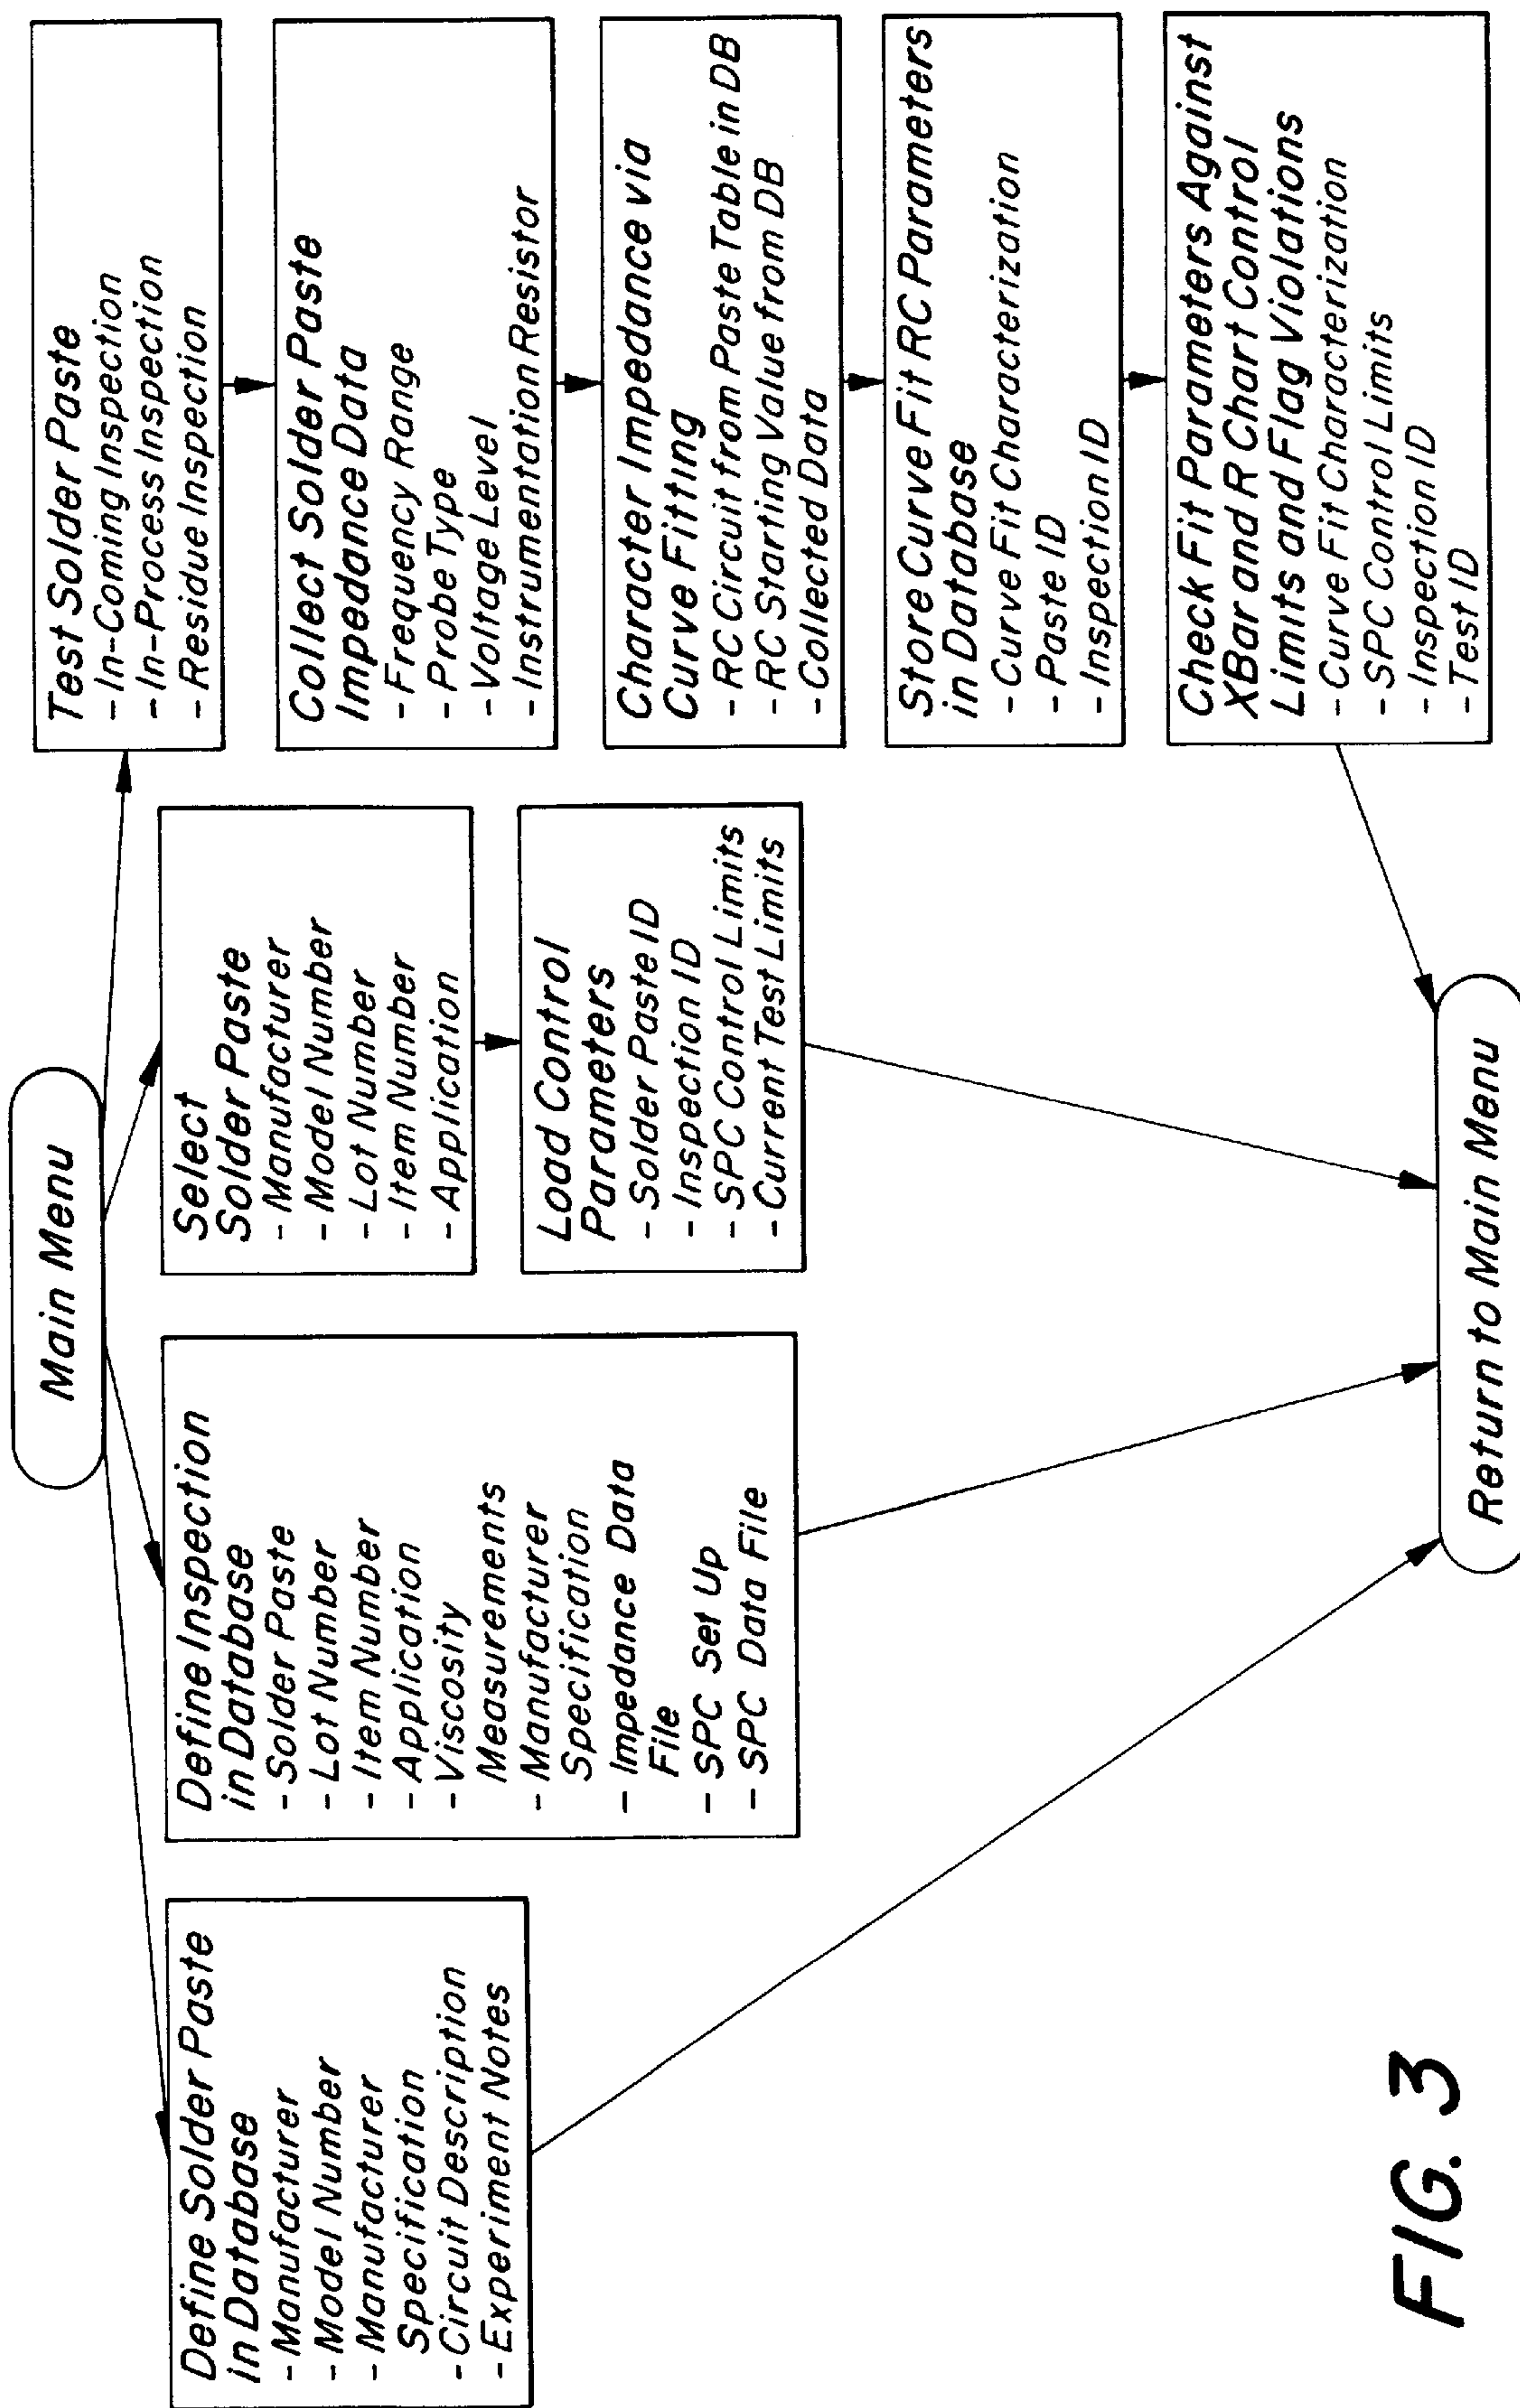 Main Menu
Define Solder Paste
in Database
- Manufacturer
- Model Number
- Manufacturer
Specification
- Circuit Description
- Experiment Notes
Define Inspection
in Database
- Solder Paste
- Lot Number
- Item Number
- Application
- Viscosity
Measurements
- Manufacturer
Specification
- Impedance Data
File
- SPC Set Up
- SPC Data File
Select
Solder Paste
- Manufacturer
- Model Number
- Lot Number
- Item Number
- Application
Load Control
Parameters
- Solder Paste ID
- Inspection ID
- SPC Control Limits
- Current Test Limits
Test Solder Paste
- In-Coming Inspection
- In-Process Inspection
- Residue Inspection
Collect Solder Paste
Impedance Data
- Frequency Range
- Probe Type
- Voltage Level
- Instrumentation Resistor
Character Impedance via
Curve Fitting
- RC Circuit from Paste Table in DB
- RC Starting Value from DB
- Collected Data
Store Curve Fit RC Parameters
in Database
- Curve Fit Characterization
- Paste ID
- Inspection ID
Check Fit Parameters Against
XBar and R Chart Control
Limits and Flag Violations
- Curve Fit Characterization
- SPC Control Limits
- Inspection ID
- Test ID
Return to Main Menu
FIG. 3